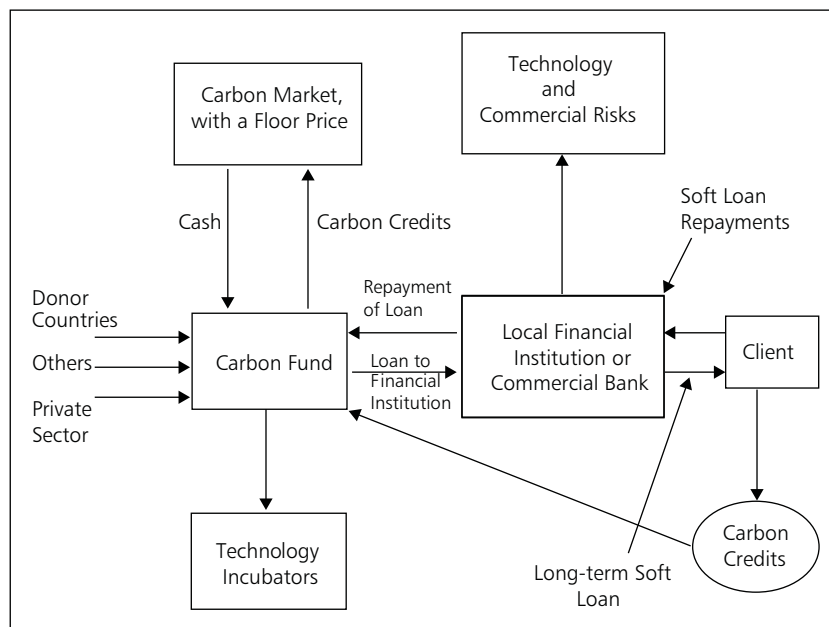 Carbon Market,
with a Floor Price
Technology
and
Commercial Risks
Cash
Carbon Credits
Soft Loan
Repayments
Donor
Countries
Others
Private
Sector
Carbon Fund
Repayment
of Loan
Loan to
Financial
Institution
Local Financial
Institution or
Commercial Bank
Client
Technology
Incubators
Long-term Soft
Loan
Carbon
Credits